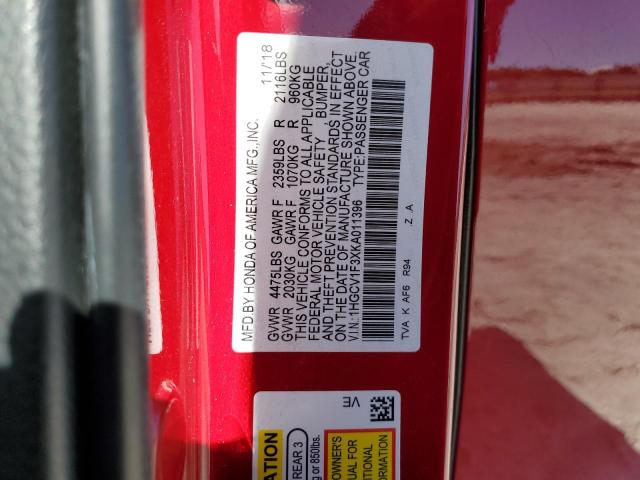 MFD.BY HONDA OF AMERICA MFG.,INC. 11/18
GVWR 4475LBS GAWR F 2359LBS R 2116LBS
GVWR 2030KG GAWR F 1070KG R 960KG
THIS VEHICLE CONFORMS TO ALL APPLICABLE
FEDERAL MOTOR VEHICLE SAFETY, BUMPER,
AND THEFT PREVENTION STANDARDS IN EFFECT
ON THE DATE OF MANUFACTURE SHOWN ABOVE.
V.I.N.:1HGCV1F3XKA011396 TYPE:PASSENGER CAR
TVA K AF6 R94 Z A
VE
ATION
REAR 3
g or 850lbs.
OWNER'S
UAL FOR
ITIONAL